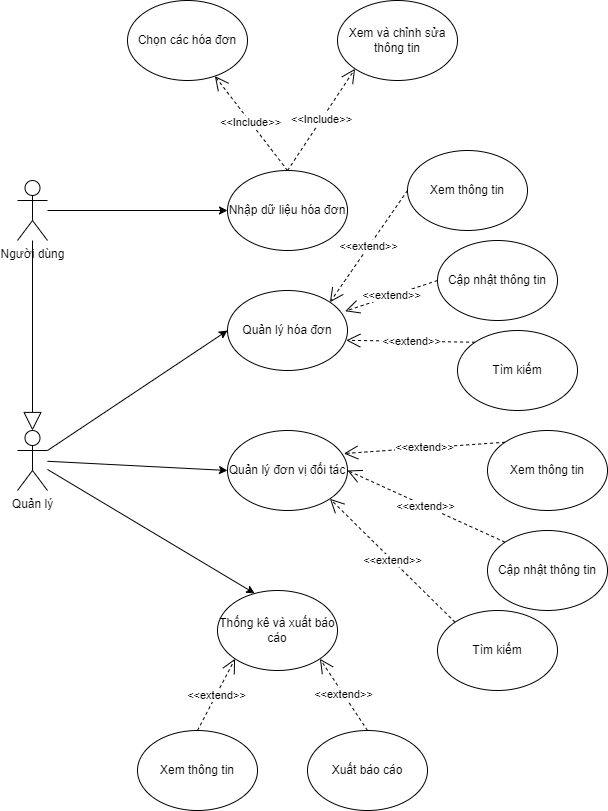 Chọn các hóa đơn
Xem và chỉnh sửa
thông tin
<<Include>>
<<Include>>
Người dùng
Nhập dữ liệu hóa đơn
Xem thông tin
<<extend>>
Cập nhật thông tin
<<extend>>
Quản lý hóa đơn
<<extend>>
Tìm kiếm
Quản lý
Quản lý đơn vị đối tác
<<extend>>
Xem thông tin
<<extend>>
Cập nhật thông tin
<<extend>>
Tìm kiếm
Thống kê và xuất báo
cáo
<<extend>>
<<extend>>
Xem thông tin
Xuất báo cáo